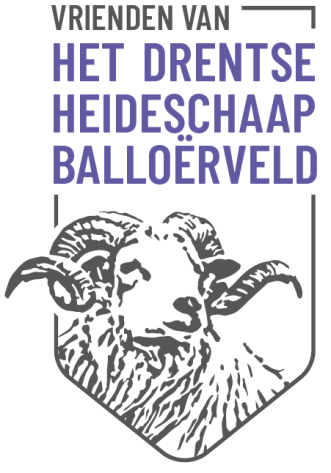 VRIENDEN VAN
HET DRENTSE
HEIDESCHAAP
BALLOËRVELD